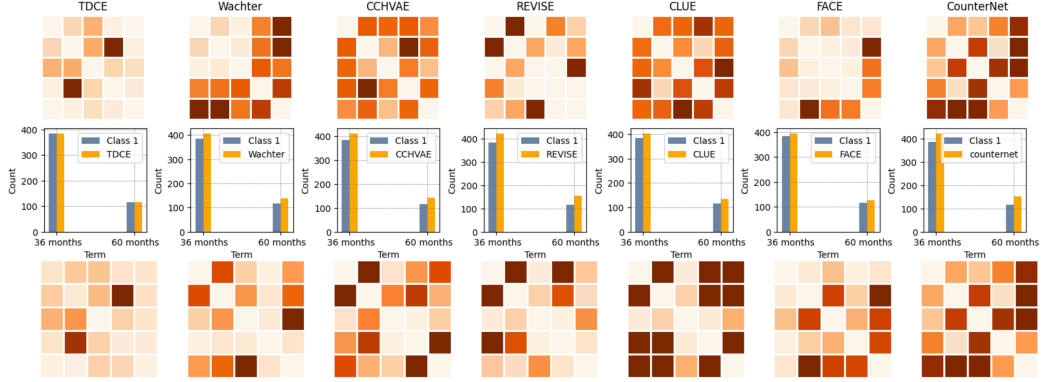 TDCE Wachter CCHVAE REVISE CLUE FACE CounterNet
400 300 200 100 0
Count
Class 1
TDCE
36 months 60 months
Term
400 300 200 100 0
Count
Class 1
Wachter
36 months 60 months
Term
400 300 200 100 0
Count
Class 1
CCHVAE
36 months 60 months
Term
400 300 200 100 0
Count
Class 1
REVISE
36 months 60 months
Term
400 300 200 100 0
Count
Class 1
CLUE
36 months 60 months
Term
400 300 200 100 0
Count
Class 1
FACE
36 months 60 months
Term
400 300 200 100 0
Count
Class 1
counternet
36 months 60 months
Term